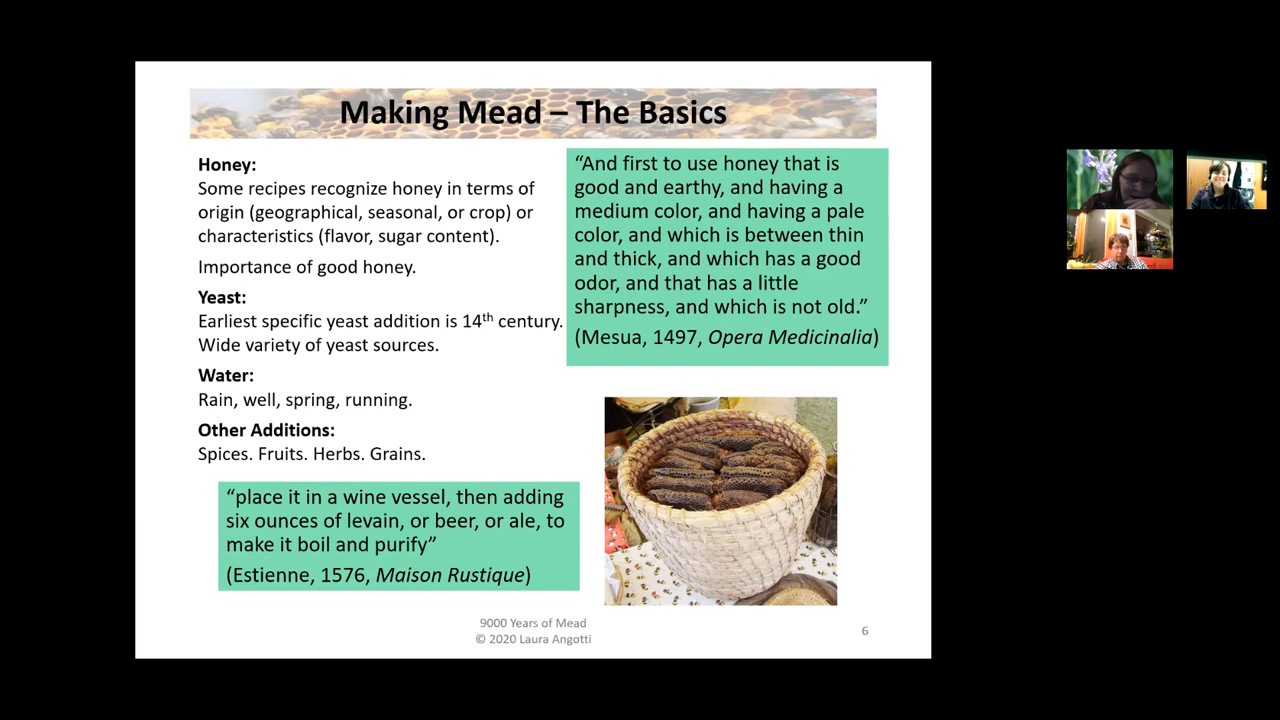 Making Mead – The Basics
Honey:
Some recipes recognize honey in terms of
origin (geographical, seasonal, or crop) or
characteristics (flavor, sugar content).
Importance of good honey.
Yeast:
Earliest specific yeast addition is 14th century.
Wide variety of yeast sources.
Water:
Rain, well, spring, running.
Other Additions:
Spices. Fruits. Herbs. Grains.
“place it in a wine vessel, then adding
six ounces of levain, or beer, or ale, to
make it boil and purify”
(Estienne, 1576, Maison Rustique)
“And first to use honey that is
good and earthy, and having a
medium color, and having a pale
color, and which is between thin
and thick, and which has a good
odor, and that has a little
sharpness, and which is not old.”
(Mesua, 1497, Opera Medicinalia)
9000 Years of Mead
© 2020 Laura Angotti
6